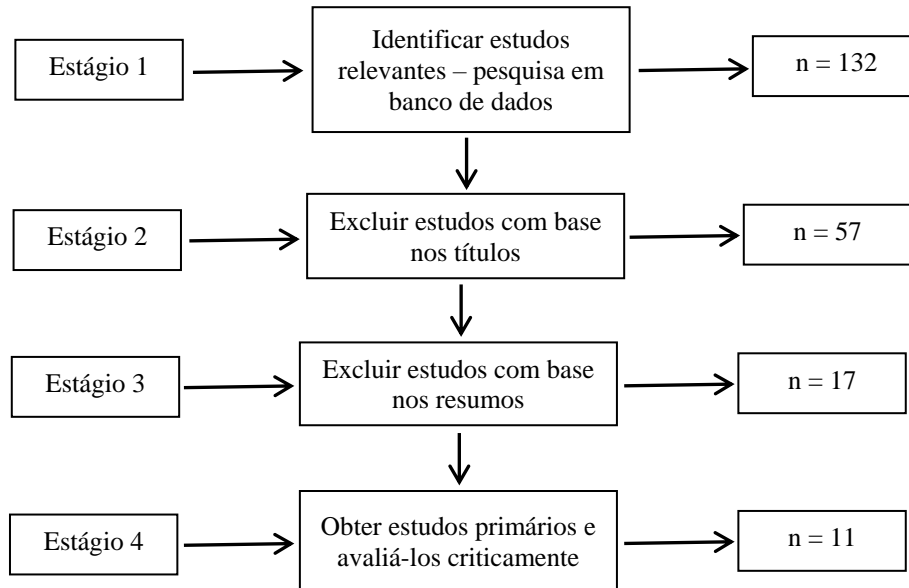 Estágio 1
Identificar estudos
relevantes – pesquisa em
banco de dados
n = 132
Estágio 2
Excluir estudos com base
nos títulos
n = 57
Estágio 3
Excluir estudos com base
nos resumos
n = 17
Estágio 4
Obter estudos primários e
avaliá-los criticamente
n = 11